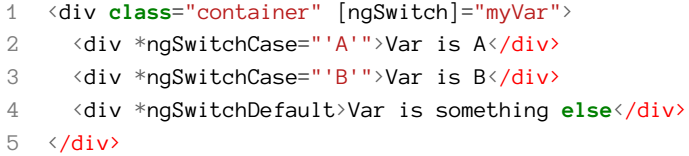 1 <div class="container" [ngSwitch]="myVar">
2   <div *ngSwitchCase="'A'">Var is A</div>
3   <div *ngSwitchCase="'B'">Var is B</div>
4   <div *ngSwitchDefault>Var is something else</div>
5 </div>